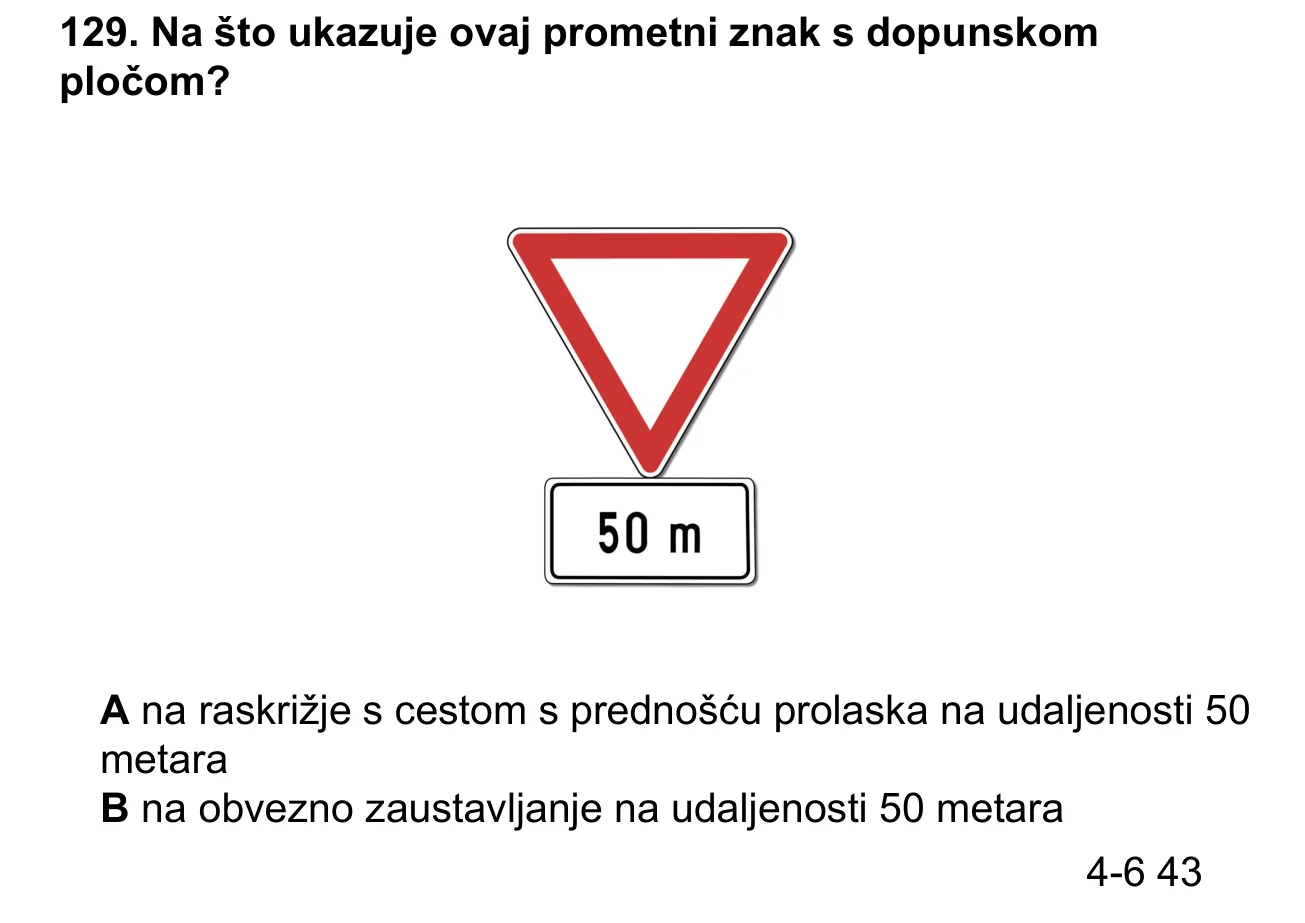 129. Na što ukazuje ovaj prometni znak s dopunskom
pločom?
50 m
A na raskrižje s cestom s prednošću prolaska na udaljenosti 50
metara
B na obvezno zaustavljanje na udaljenosti 50 metara
4-6 43